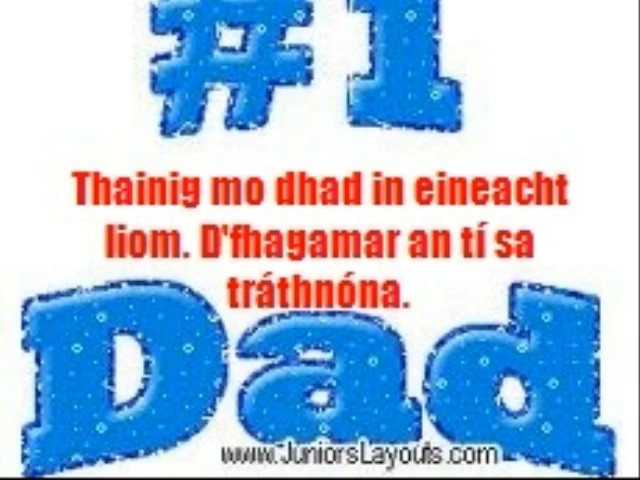 #1
Thainig mo dhad in eineacht
liom. D'fhagamar an tí sa
tráthnóna.
Dad
www.JuniorsLayouts.com